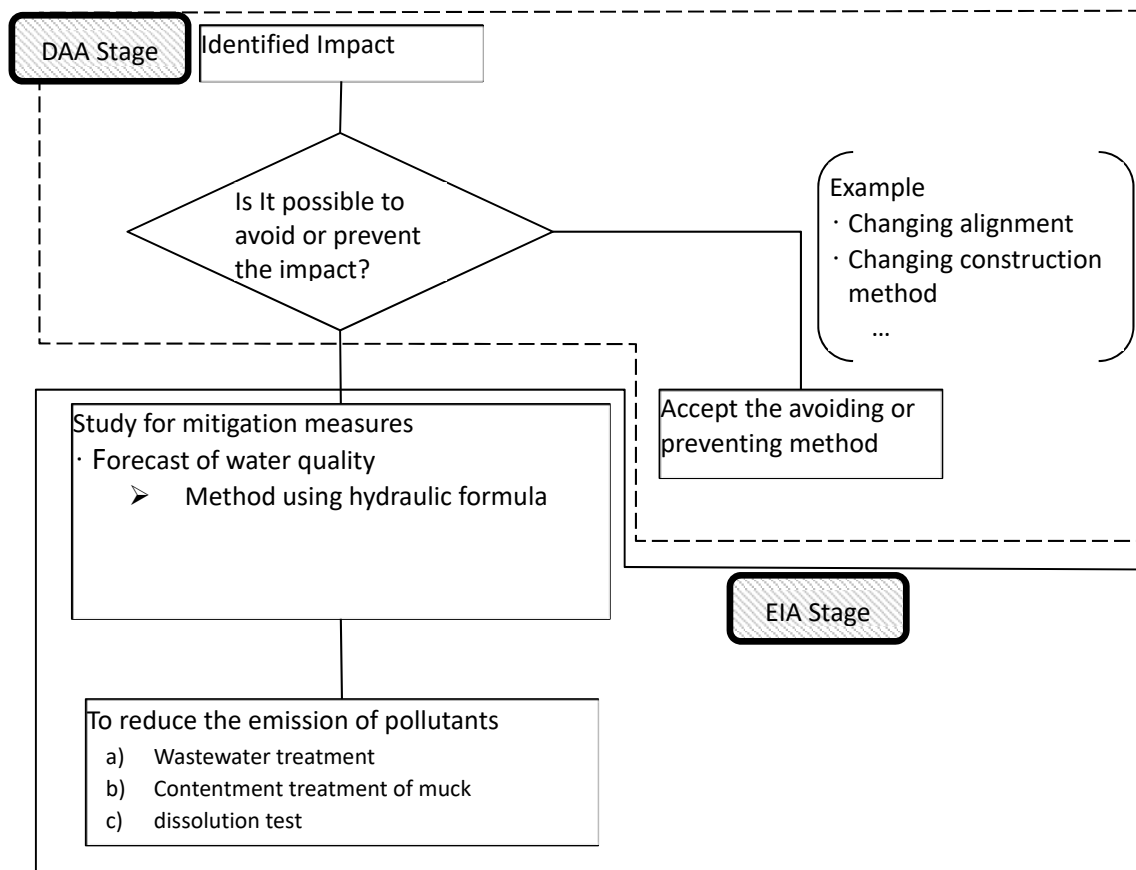 DAA Stage
Identified Impact
Is It possible to
avoid or prevent
the impact?
Example
· Changing alignment
· Changing construction
method
...
Accept the avoiding or
preventing method
Study for mitigation measures
· Forecast of water quality
➢ Method using hydraulic formula
EIA Stage
To reduce the emission of pollutants
a) Wastewater treatment
b) Contentment treatment of muck
c) dissolution test